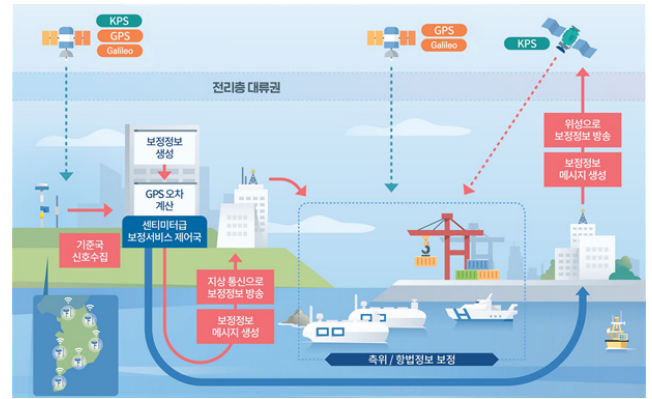 KPS
GPS
Galileo
GPS
Galileo
KPS
전리층 대류권
보정정보
생성
GPS 오차
계산
센티미터급
보정서비스 제어국
기준국
신호수집
지상 통신으로
보정정보 방송
보정정보
메시지 생성
위성으로
보정정보 방송
보정정보
메시지 생성
측위 / 항법정보 보정